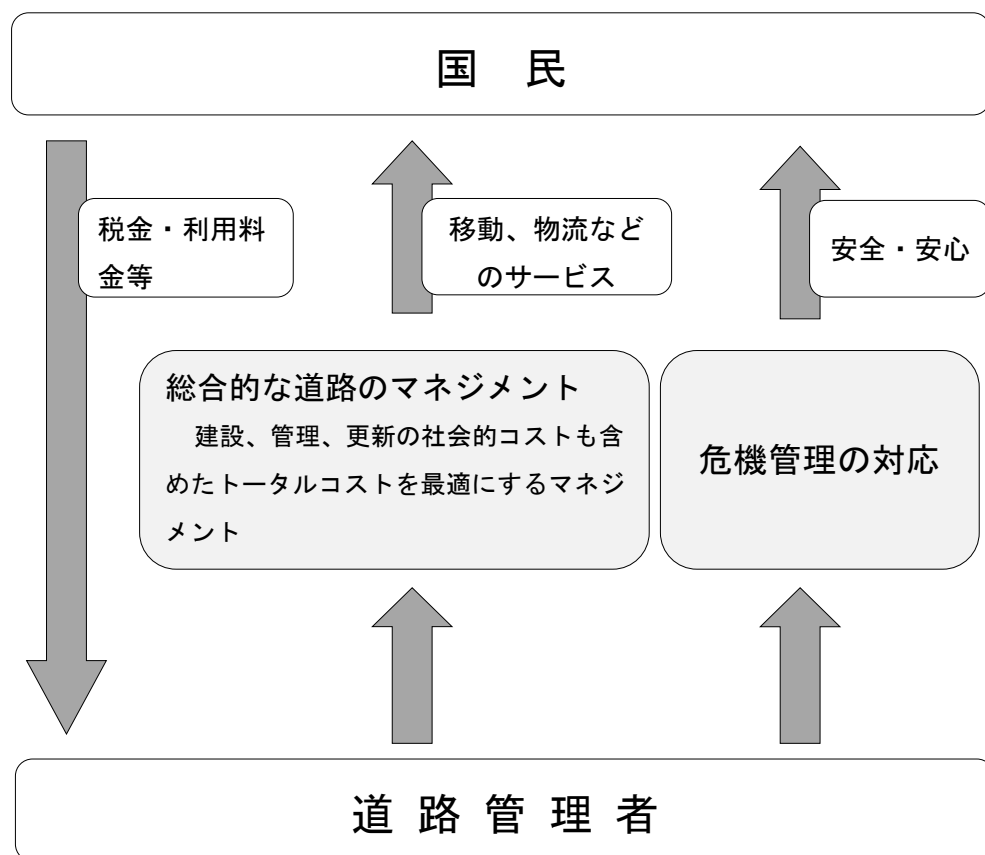 国 民
税金・利用料
金等
移動、物流など
のサービス
安全・安心
総合的な道路のマネジメント
建設、管理、更新の社会的コストも含
めたトータルコストを最適にするマネジ
メント
危機管理の対応
道 路 管 理 者